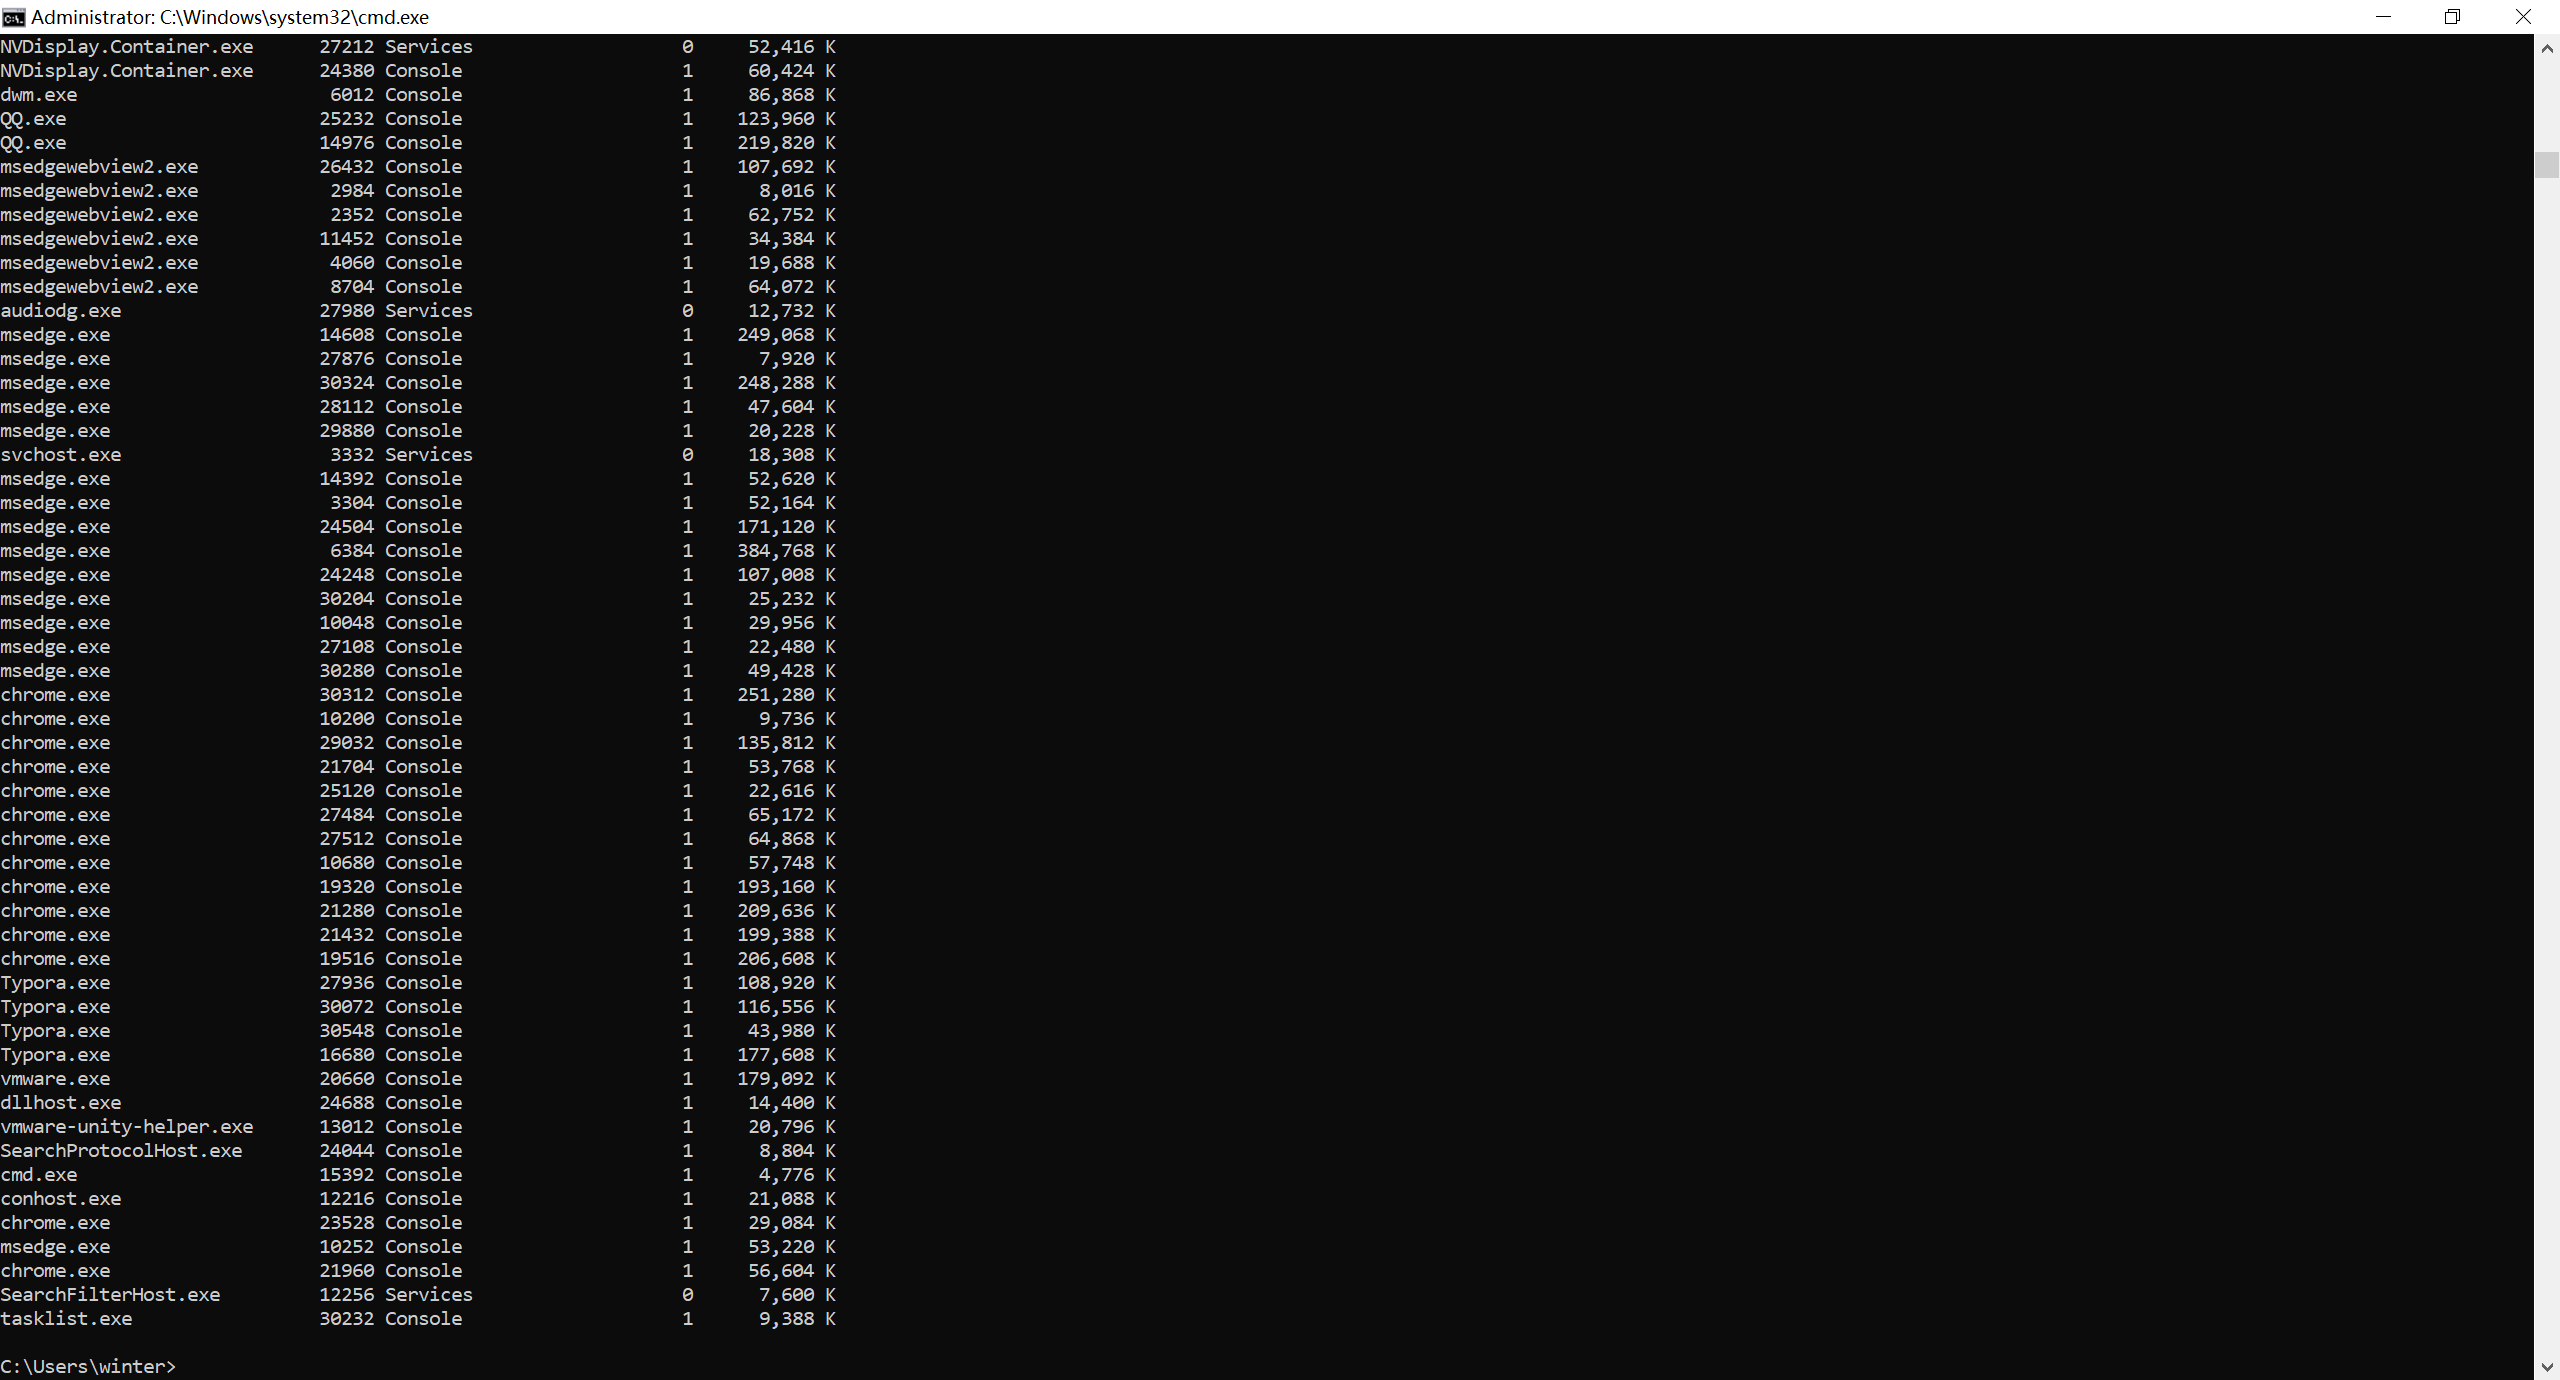 Administrator: C:\Windows\system32\cmd.exe
NVDisplay.Container.exe 27212 Services 0 52,416 K
NVDisplay.Container.exe 24380 Console 1 60,424 K
dwm.exe 6012 Console 1 86,868 K
QQ.exe 25232 Console 1 123,960 K
QQ.exe 14976 Console 1 219,820 K
msedgewebview2.exe 26432 Console 1 107,692 K
msedgewebview2.exe 2984 Console 1 8,016 K
msedgewebview2.exe 2352 Console 1 62,752 K
msedgewebview2.exe 11452 Console 1 34,384 K
msedgewebview2.exe 4060 Console 1 19,688 K
msedgewebview2.exe 8704 Console 1 64,072 K
audiodg.exe 27980 Services 0 12,732 K
msedge.exe 14608 Console 1 249,068 K
msedge.exe 27876 Console 1 7,920 K
msedge.exe 30324 Console 1 248,288 K
msedge.exe 28112 Console 1 47,604 K
msedge.exe 29880 Console 1 20,228 K
svchost.exe 3332 Services 0 18,308 K
msedge.exe 14392 Console 1 52,620 K
msedge.exe 3304 Console 1 52,164 K
msedge.exe 24504 Console 1 171,120 K
msedge.exe 6384 Console 1 384,768 K
msedge.exe 24248 Console 1 107,008 K
msedge.exe 30204 Console 1 25,232 K
msedge.exe 10048 Console 1 29,956 K
msedge.exe 27108 Console 1 22,480 K
msedge.exe 30280 Console 1 49,428 K
chrome.exe 30312 Console 1 251,280 K
chrome.exe 10200 Console 1 9,736 K
chrome.exe 29032 Console 1 135,812 K
chrome.exe 21704 Console 1 53,768 K
chrome.exe 25120 Console 1 22,616 K
chrome.exe 27484 Console 1 65,172 K
chrome.exe 27512 Console 1 64,868 K
chrome.exe 10680 Console 1 57,748 K
chrome.exe 19320 Console 1 193,160 K
chrome.exe 21280 Console 1 209,636 K
chrome.exe 21432 Console 1 199,388 K
chrome.exe 19516 Console 1 206,608 K
Typora.exe 27936 Console 1 108,920 K
Typora.exe 30072 Console 1 116,556 K
Typora.exe 30548 Console 1 43,980 K
Typora.exe 16680 Console 1 177,608 K
vmware.exe 20660 Console 1 179,092 K
dllhost.exe 24688 Console 1 14,400 K
vmware-unity-helper.exe 13012 Console 1 20,796 K
SearchProtocolHost.exe 24044 Console 1 8,804 K
cmd.exe 15392 Console 1 4,776 K
conhost.exe 12216 Console 1 21,088 K
chrome.exe 23528 Console 1 29,084 K
msedge.exe 10252 Console 1 53,220 K
chrome.exe 21960 Console 1 56,604 K
SearchFilterHost.exe 12256 Services 0 7,600 K
tasklist.exe 30232 Console 1 9,388 K
C:\Users\winter>